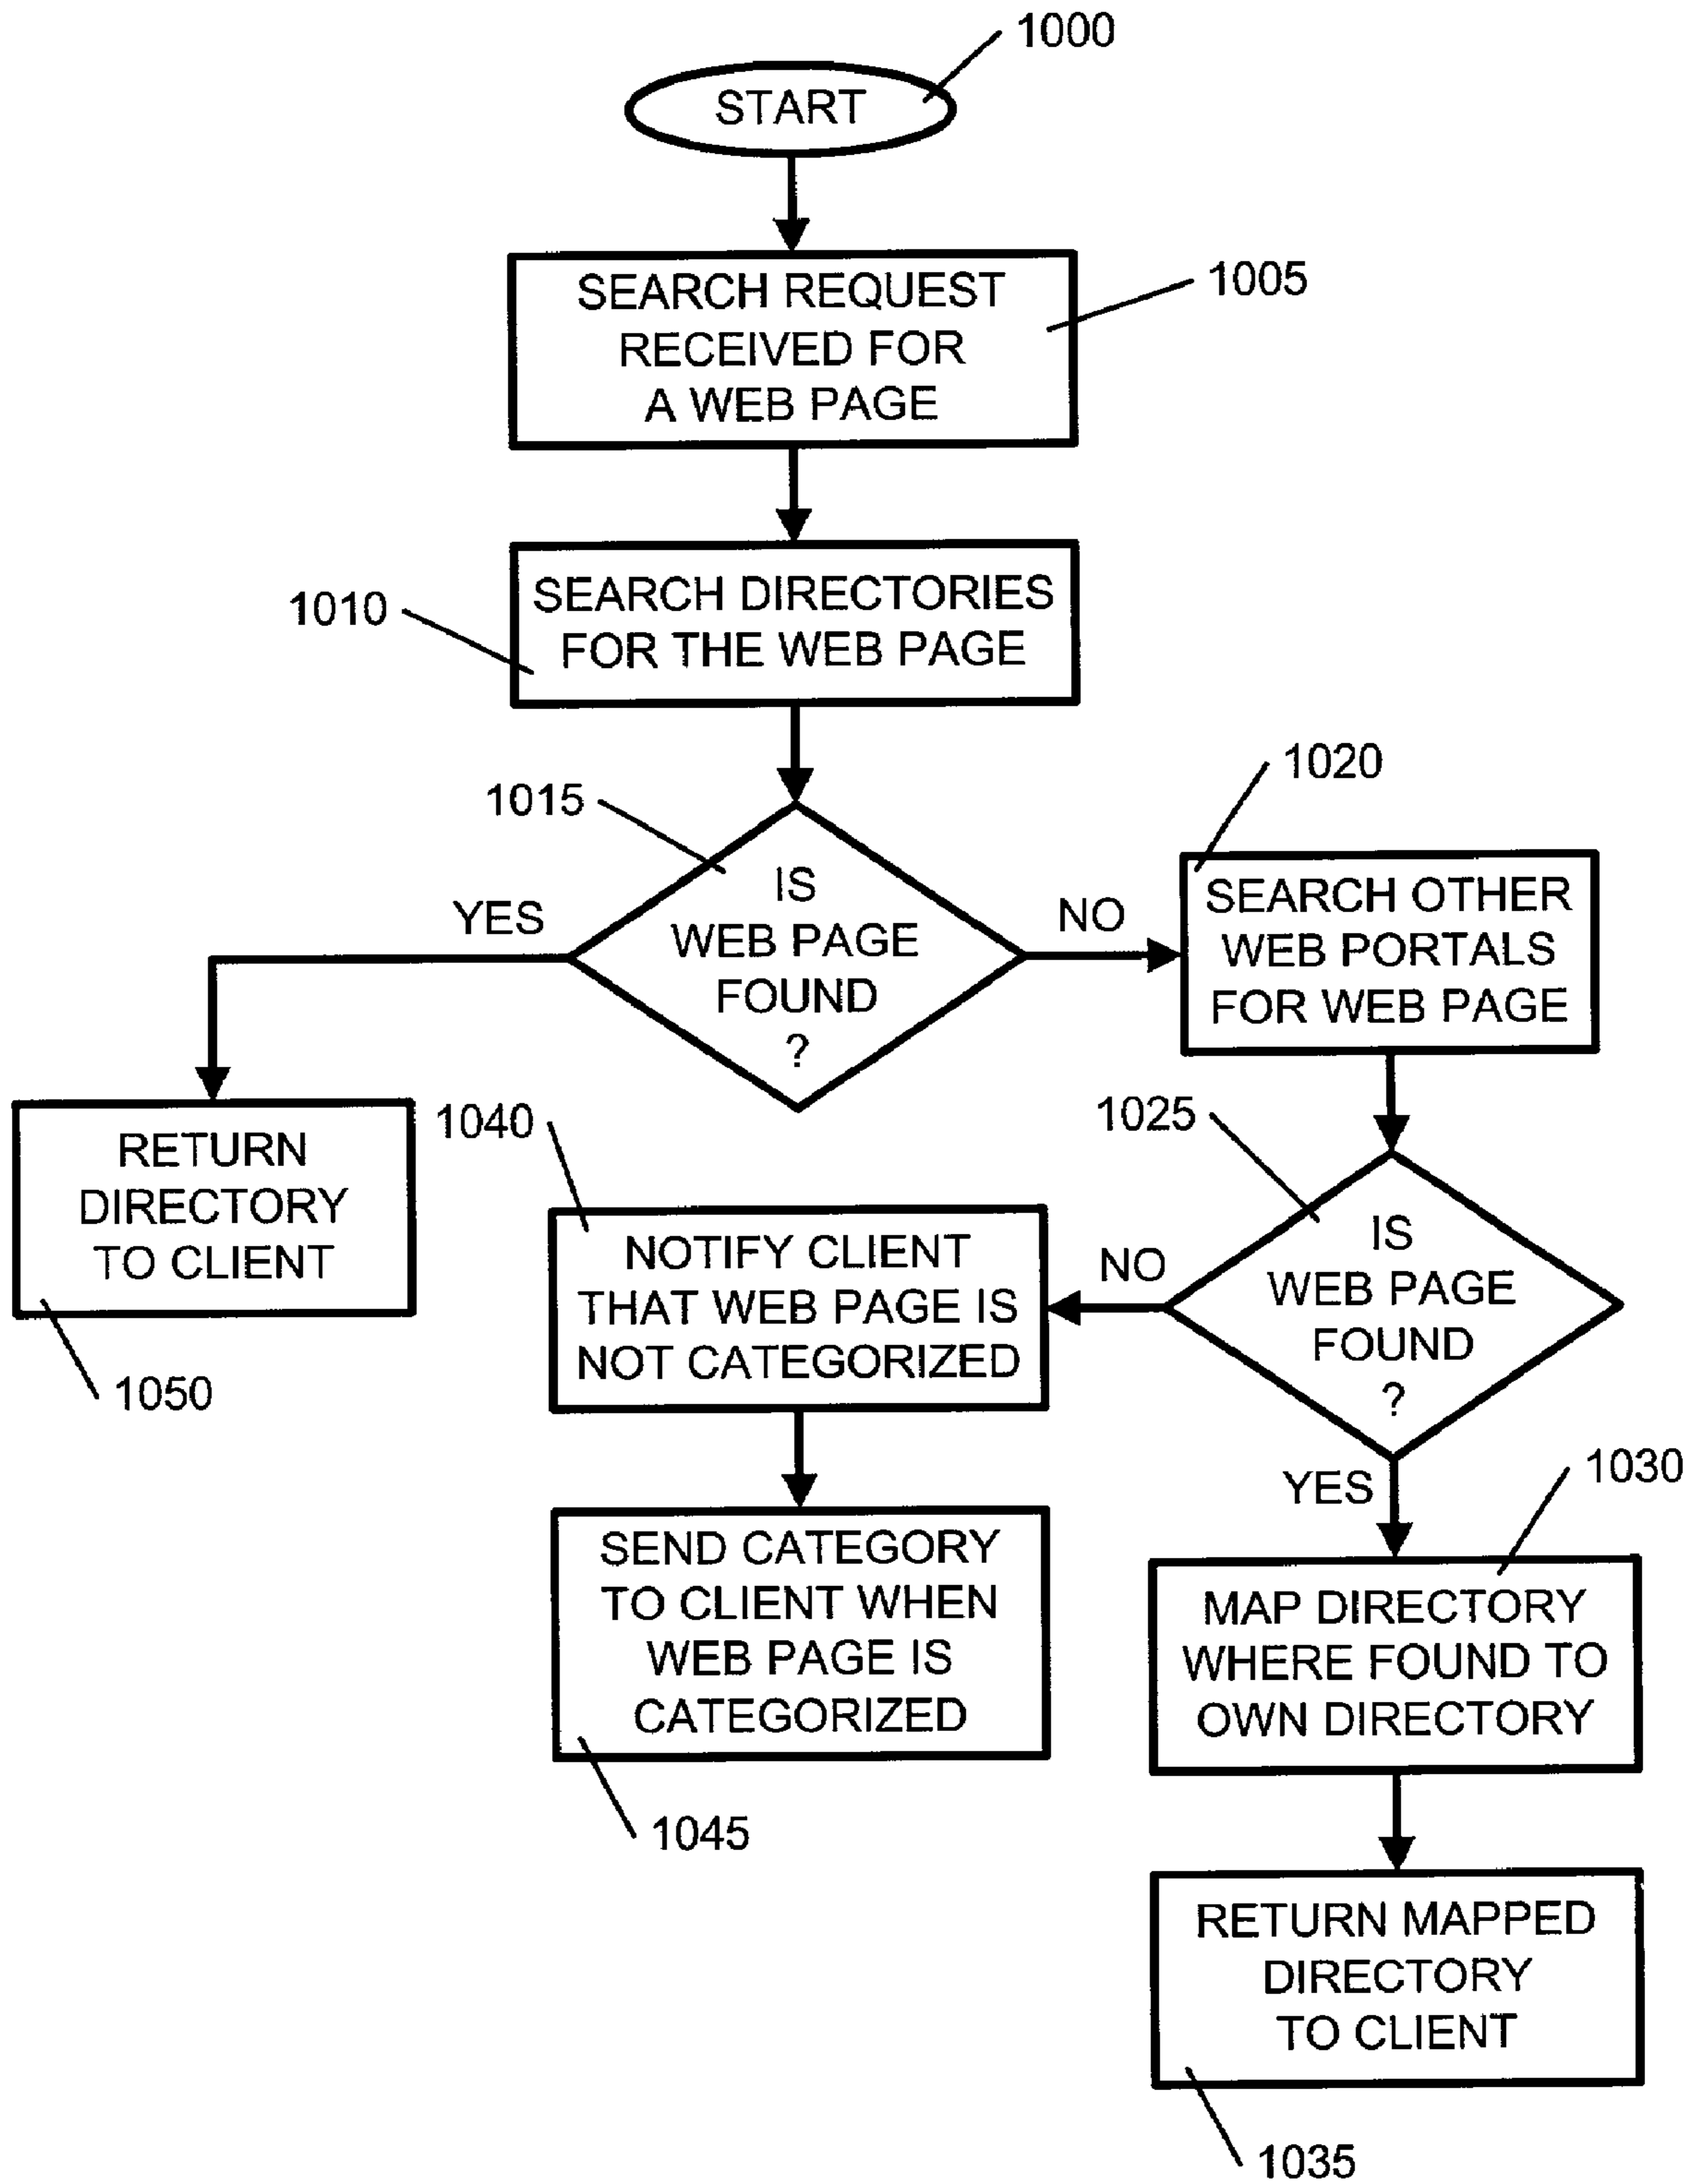 1000
START
SEARCH REQUEST
RECEIVED FOR
A WEB PAGE
1005
1010
SEARCH DIRECTORIES
FOR THE WEB PAGE
1015
IS
WEB PAGE
FOUND
?
YES
NO
1020
SEARCH OTHER
WEB PORTALS
FOR WEB PAGE
RETURN
DIRECTORY
TO CLIENT
1050
1025
IS
WEB PAGE
FOUND
?
NO
YES
1040
NOTIFY CLIENT
THAT WEB PAGE IS
NOT CATEGORIZED
SEND CATEGORY
TO CLIENT WHEN
WEB PAGE IS
CATEGORIZED
1045
1030
MAP DIRECTORY
WHERE FOUND TO
OWN DIRECTORY
RETURN MAPPED
DIRECTORY
TO CLIENT
1035